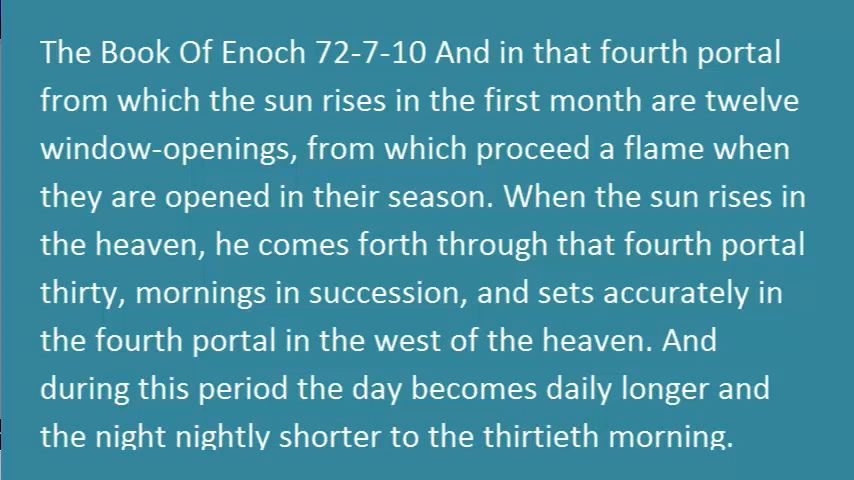 The Book Of Enoch 72-7-10 And in that fourth portal
from which the sun rises in the first month are twelve
window-openings, from which proceed a flame when
they are opened in their season. When the sun rises in
the heaven, he comes forth through that fourth portal
thirty, mornings in succession, and sets accurately in
the fourth portal in the west of the heaven. And
during this period the day becomes daily longer and
the night nightly shorter to the thirtieth morning.